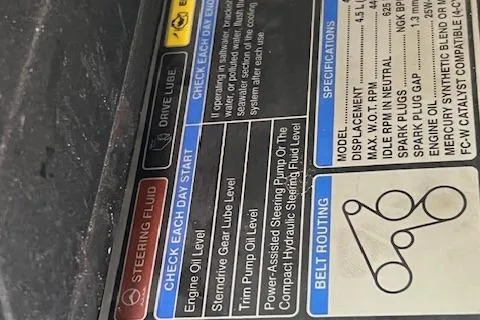 STEERING FLUID
DRIVE LUBE
CHECK EACH DAY START
Engine Oil Level
Sterndrive Gear Lube Level
Trim Pump Oil Level
Power-Assisted Steering Pump Or The
Compact Hydraulic Steering Fluid Level
CHECK EACH DAY END
If operating in saltwater, brackish
water, or polluted water, flush the
seawater section of the cooling
system after each use.
BELT ROUTING
SPECIFICATIONS
MODEL
DISPLACEMENT 4.5 L
MAX. W.O.T. RPM
IDLE RPM IN NEUTRAL 625
SPARK PLUGS NGK
SPARK PLUG GAP 1.3 mm
ENGINE OIL 25W-
MERCURY SYNTHETIC BLEND OR
FC-W CATALYST COMPATIBLE